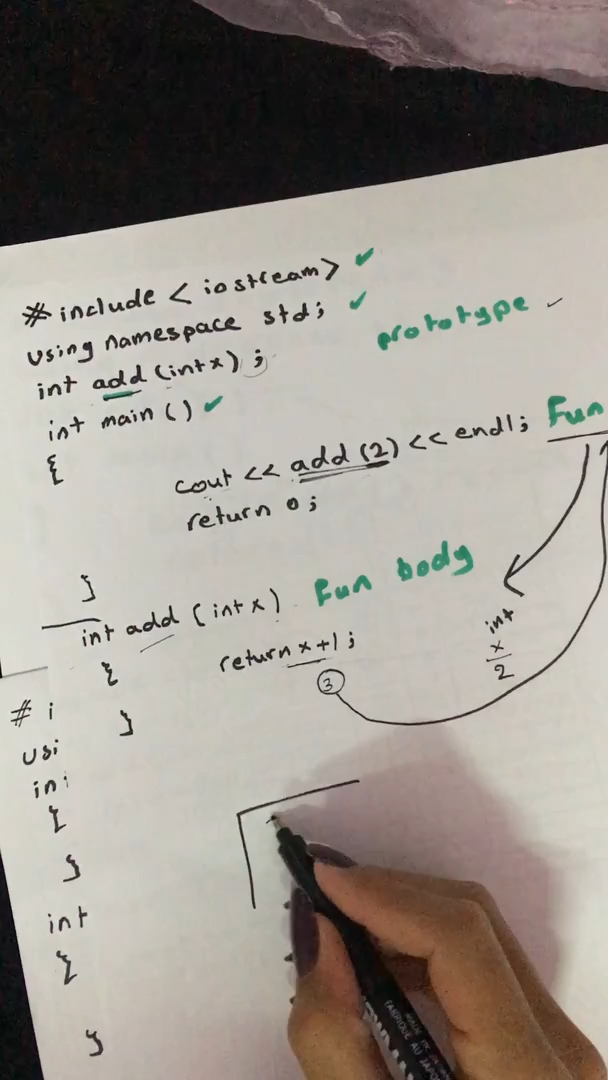 # include < iostream> ✓
using namespace std; ✓
prototype ✓
int add (int x) ;
int main () ✓
{
cout << add (2) << endl; Fun
return 0;
}
int add (int x) Fun body
{
return x+1;
}
3
int
x
2
# i
usi
in
{
}
int
{
}